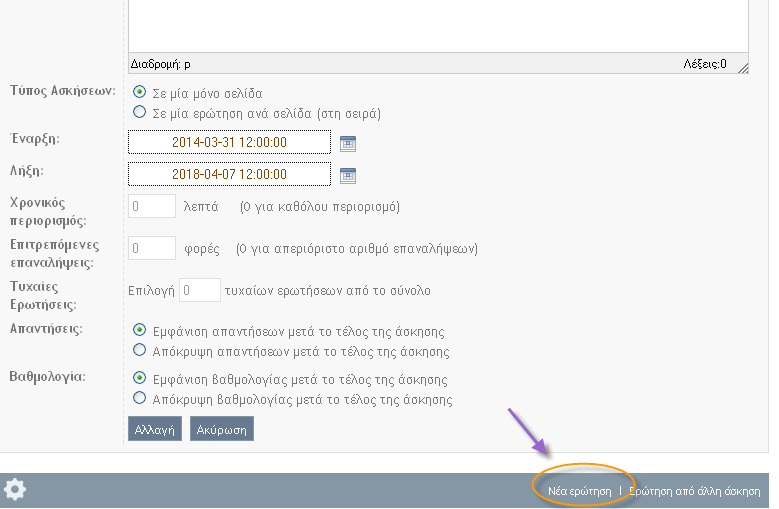 Διαδρομή: p Λέξεις:0
Τύπος Ασκήσεων: Σε μία μόνο σελίδα
Σε μία ερώτηση ανά σελίδα (στη σειρά)
Έναρξη: 2014-03-31 12:00:00
Λήξη: 2018-04-07 12:00:00
Χρονικός περιορισμός: 0 λεπτά (0 για καθόλου περιορισμό)
Επιτρεπόμενες επαναλήψεις: 0 φορές (0 για απεριόριστο αριθμό επαναλήψεων)
Τυχαίες Ερωτήσεις: Επιλογή 0 τυχαίων ερωτήσεων από το σύνολο
Απαντήσεις: Εμφάνιση απαντήσεων μετά το τέλος της άσκησης
Απόκρυψη απαντήσεων μετά το τέλος της άσκησης
Βαθμολογία: Εμφάνιση βαθμολογίας μετά το τέλος της άσκησης
Απόκρυψη βαθμολογίας μετά το τέλος της άσκησης
Αλλαγή Ακύρωση
Νέα ερώτηση | Ερώτηση από άλλη άσκηση